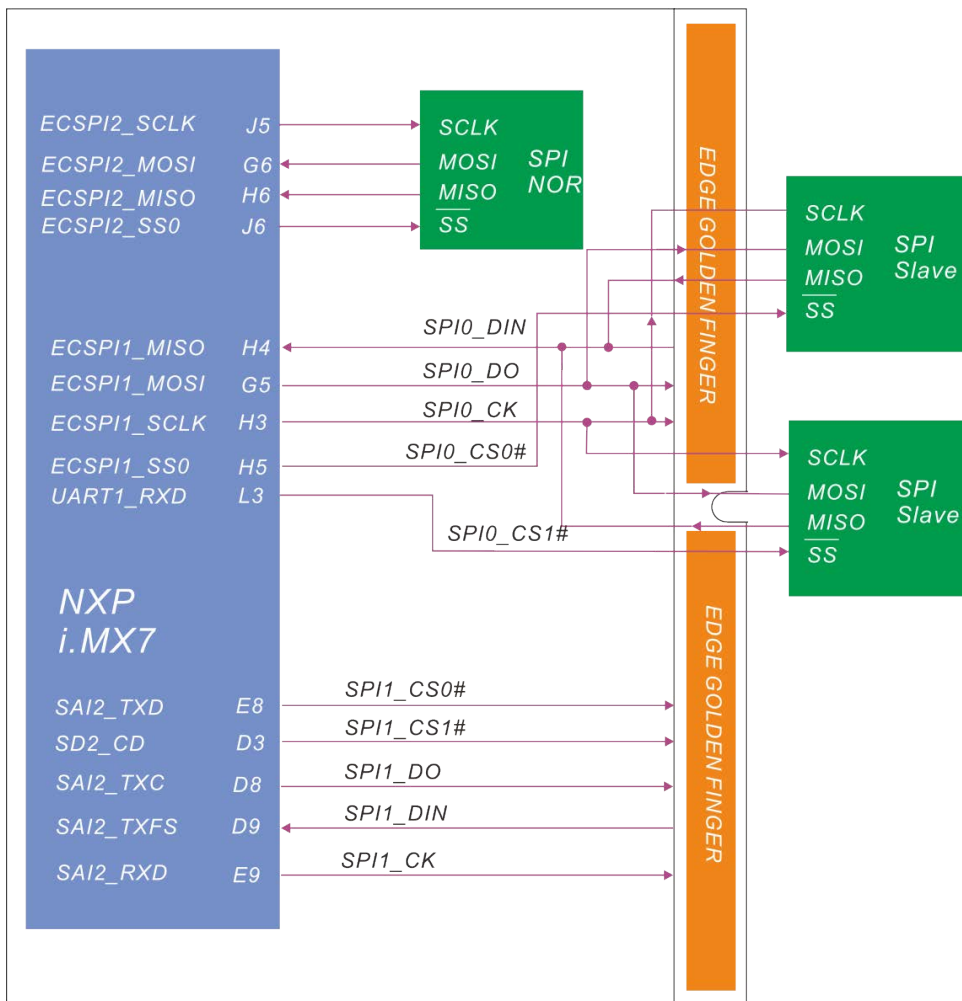 ECSPI2_SCLK J5
ECSPI2_MOSI G6
ECSPI2_MISO H6
ECSPI2_SS0 J6
SCLK
MOSI
MISO
SS
SPI
NOR
EDGE GOLDEN FINGER
SCLK
MOSI
MISO
SS
SPI
Slave
ECSPI1_MISO H4
ECSPI1_MOSI G5
ECSPI1_SCLK H3
ECSPI1_SS0 H5
UART1_RXD L3
SPI0_DIN
SPI0_DO
SPI0_CK
SPI0_CS0#
SPI0_CS1#
SCLK
MOSI
MISO
SS
SPI
Slave
NXP
i.MX7
EDGE GOLDEN FINGER
SAI2_TXD E8
SD2_CD D3
SAI2_TXC D8
SAI2_TXFS D9
SAI2_RXD E9
SPI1_CS0#
SPI1_CS1#
SPI1_DO
SPI1_DIN
SPI1_CK